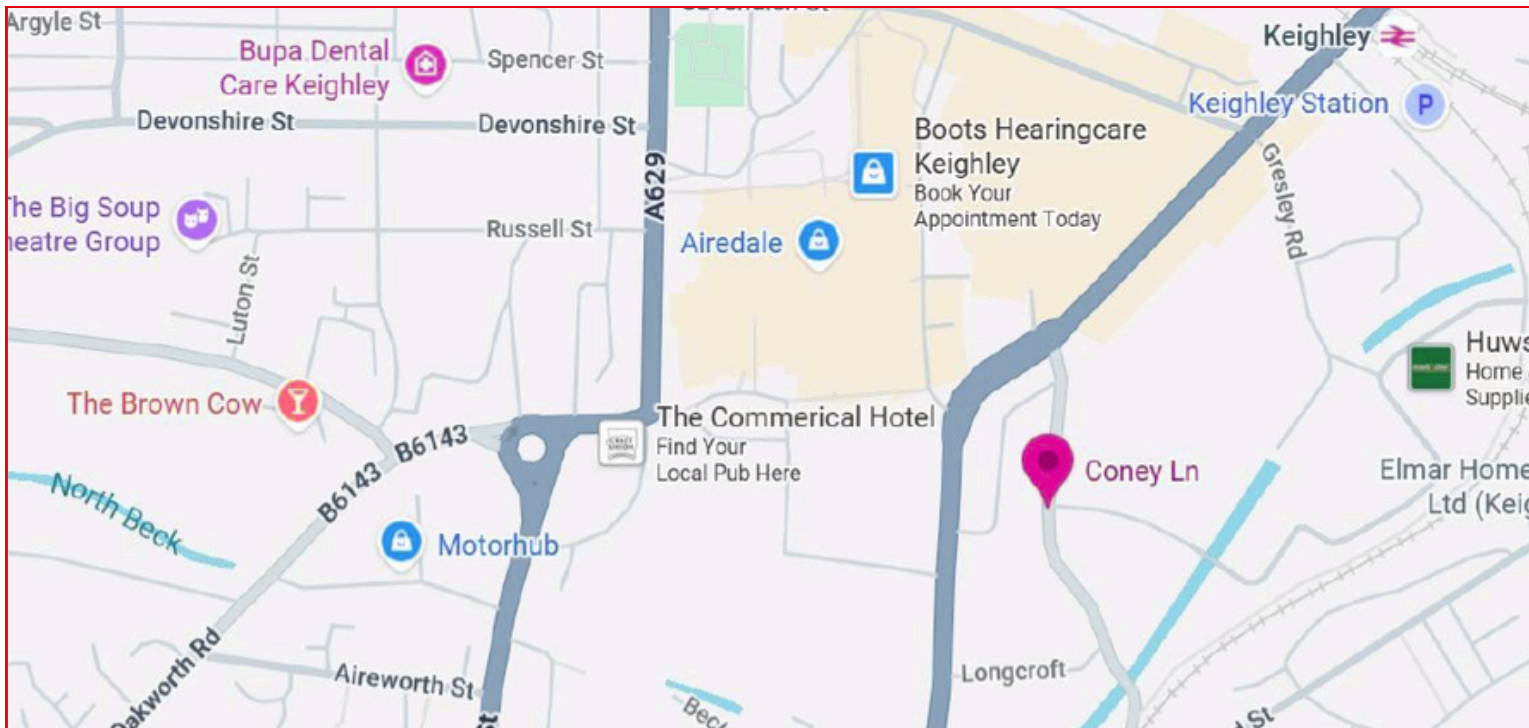 Argyle St
Bupa Dental
Care Keighley
Spencer St
Keighley
Keighley Station
P
Devonshire St
Devonshire St
Boots Hearingcare
Keighley
Book Your
Appointment Today
A629
Gresley Rd
The Big Soup
heatre Group
Russell St
Airedale
Luton St
Huws
Home
Supplie
The Brown Cow
B6143
B6143
The Commerical Hotel
Find Your
Local Pub Here
Coney Ln
Elmar Home
Ltd (Keig
North Beck
Motorhub
Oakworth Rd
Aireworth St
Longcroft
Beck
St
d St